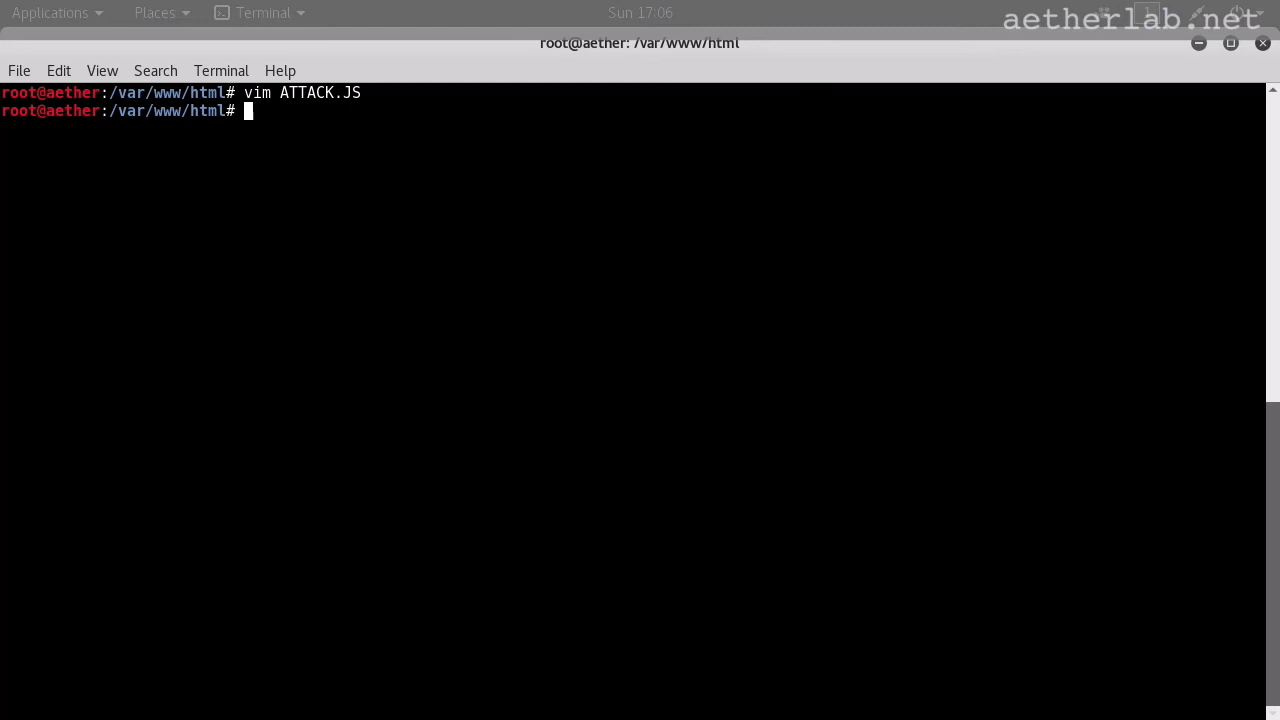 Applications Places Terminal Sun 17:06 1
aetherlab.net
root@aether: /var/www/html
File Edit View Search Terminal Help
root@aether:/var/www/html# vim ATTACK.JS
root@aether:/var/www/html#